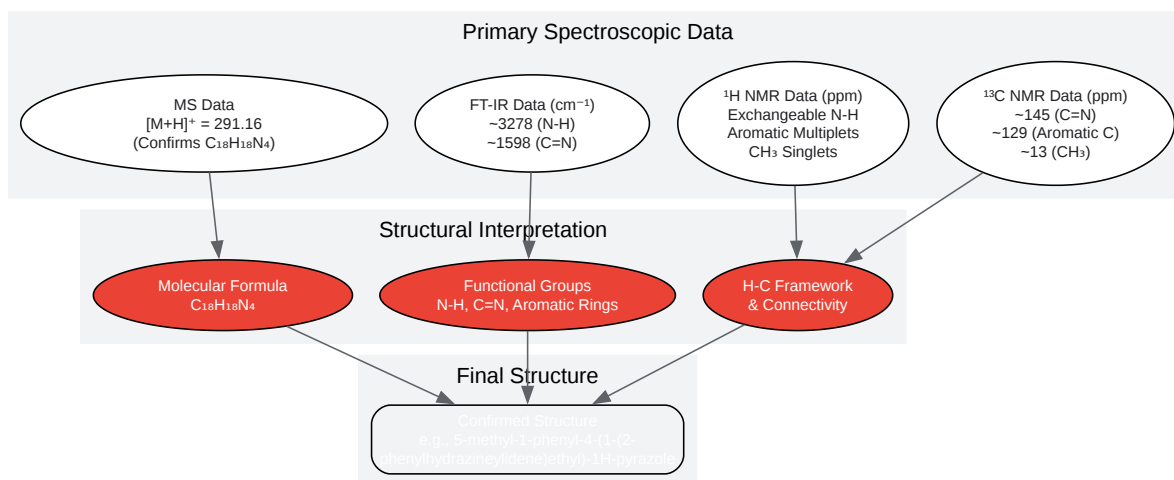 Primary Spectroscopic Data
MS Data
[M+H]⁺ = 291.16
(Confirms C₁₈H₁₈N₄)
FT-IR Data (cm⁻¹)
~3278 (N-H)
~1598 (C=N)
¹H NMR Data (ppm)
Exchangeable N-H
Aromatic Multiplets
CH₃ Singlets
¹³C NMR Data (ppm)
~145 (C=N)
~129 (Aromatic C)
~13 (CH₃)
Structural Interpretation
Molecular Formula
C₁₈H₁₈N₄
Functional Groups
N-H, C=N, Aromatic Rings
H-C Framework
& Connectivity
Final Structure
Confirmed Structure
e.g., 5-methyl-1-phenyl-4-(1-(2-
phenylhydrazineylidene)ethyl)-1H-pyrazole